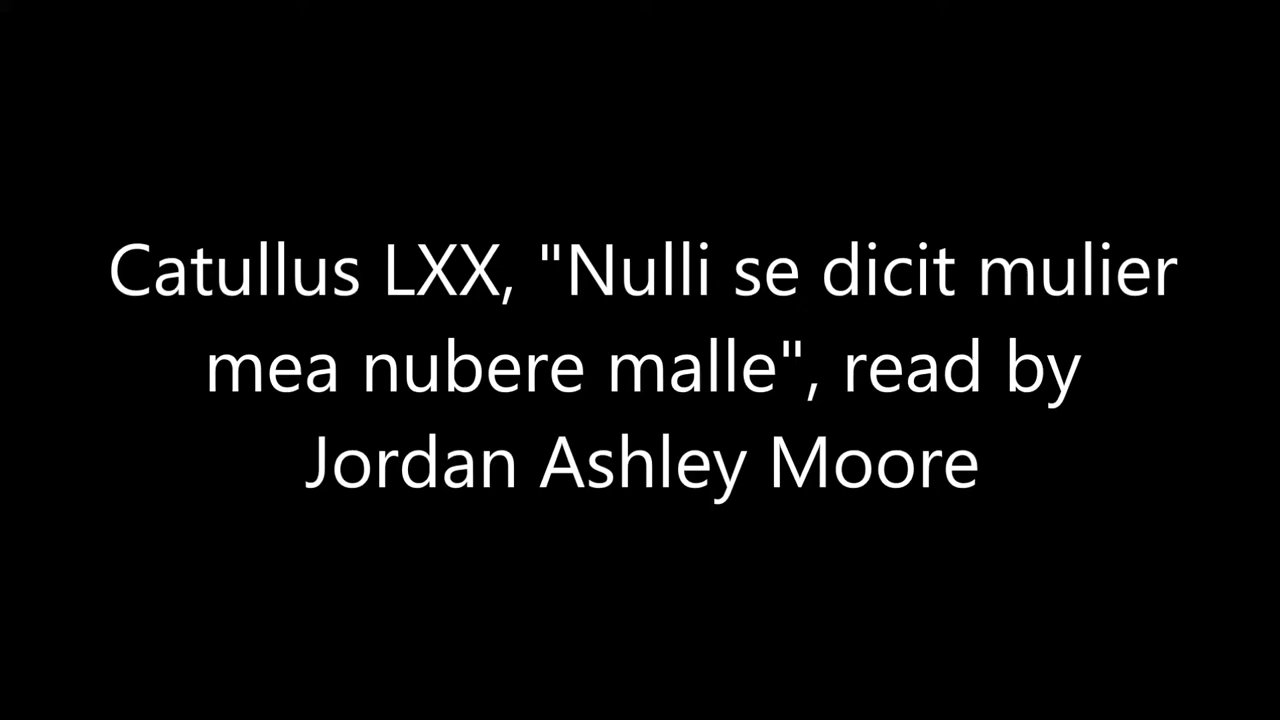 Catullus LXX, "Nulli se dicit mulier
mea nubere malle", read by
Jordan Ashley Moore